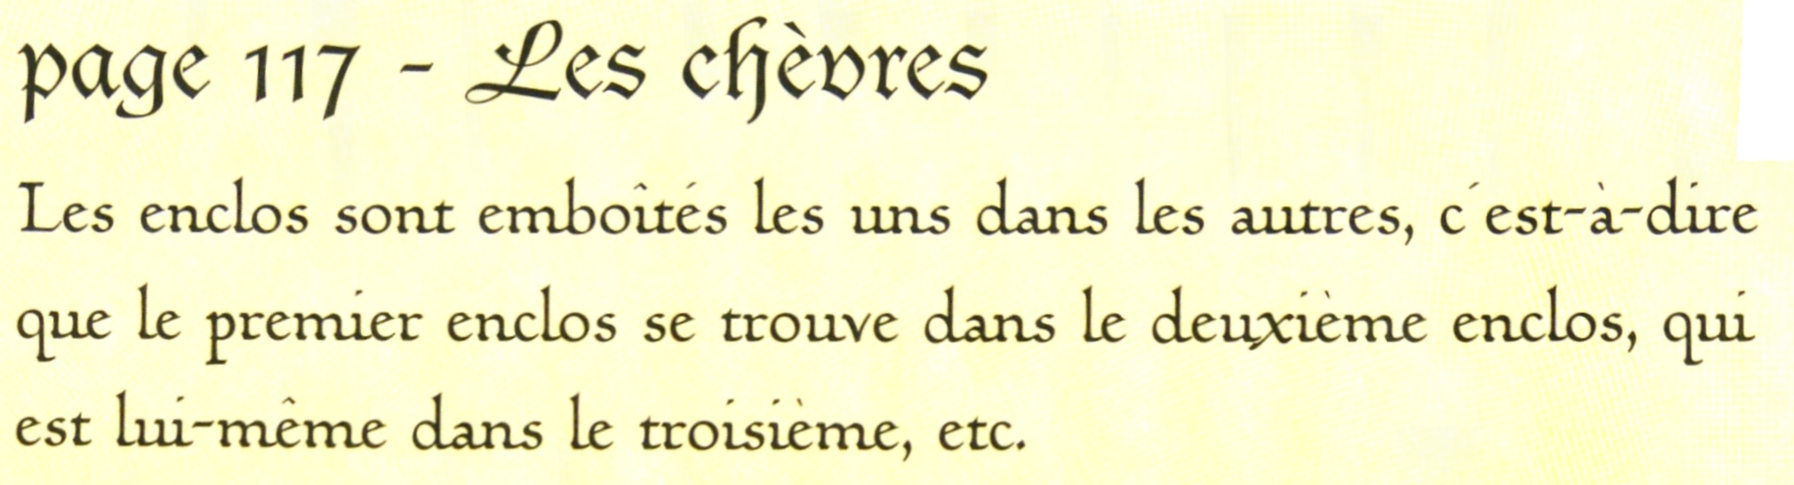 page 117 - Les chèvres
Les enclos sont emboîtés les uns dans les autres, c'est-à-dire
que le premier enclos se trouve dans le deuxième enclos, qui
est lui-même dans le troisième, etc.